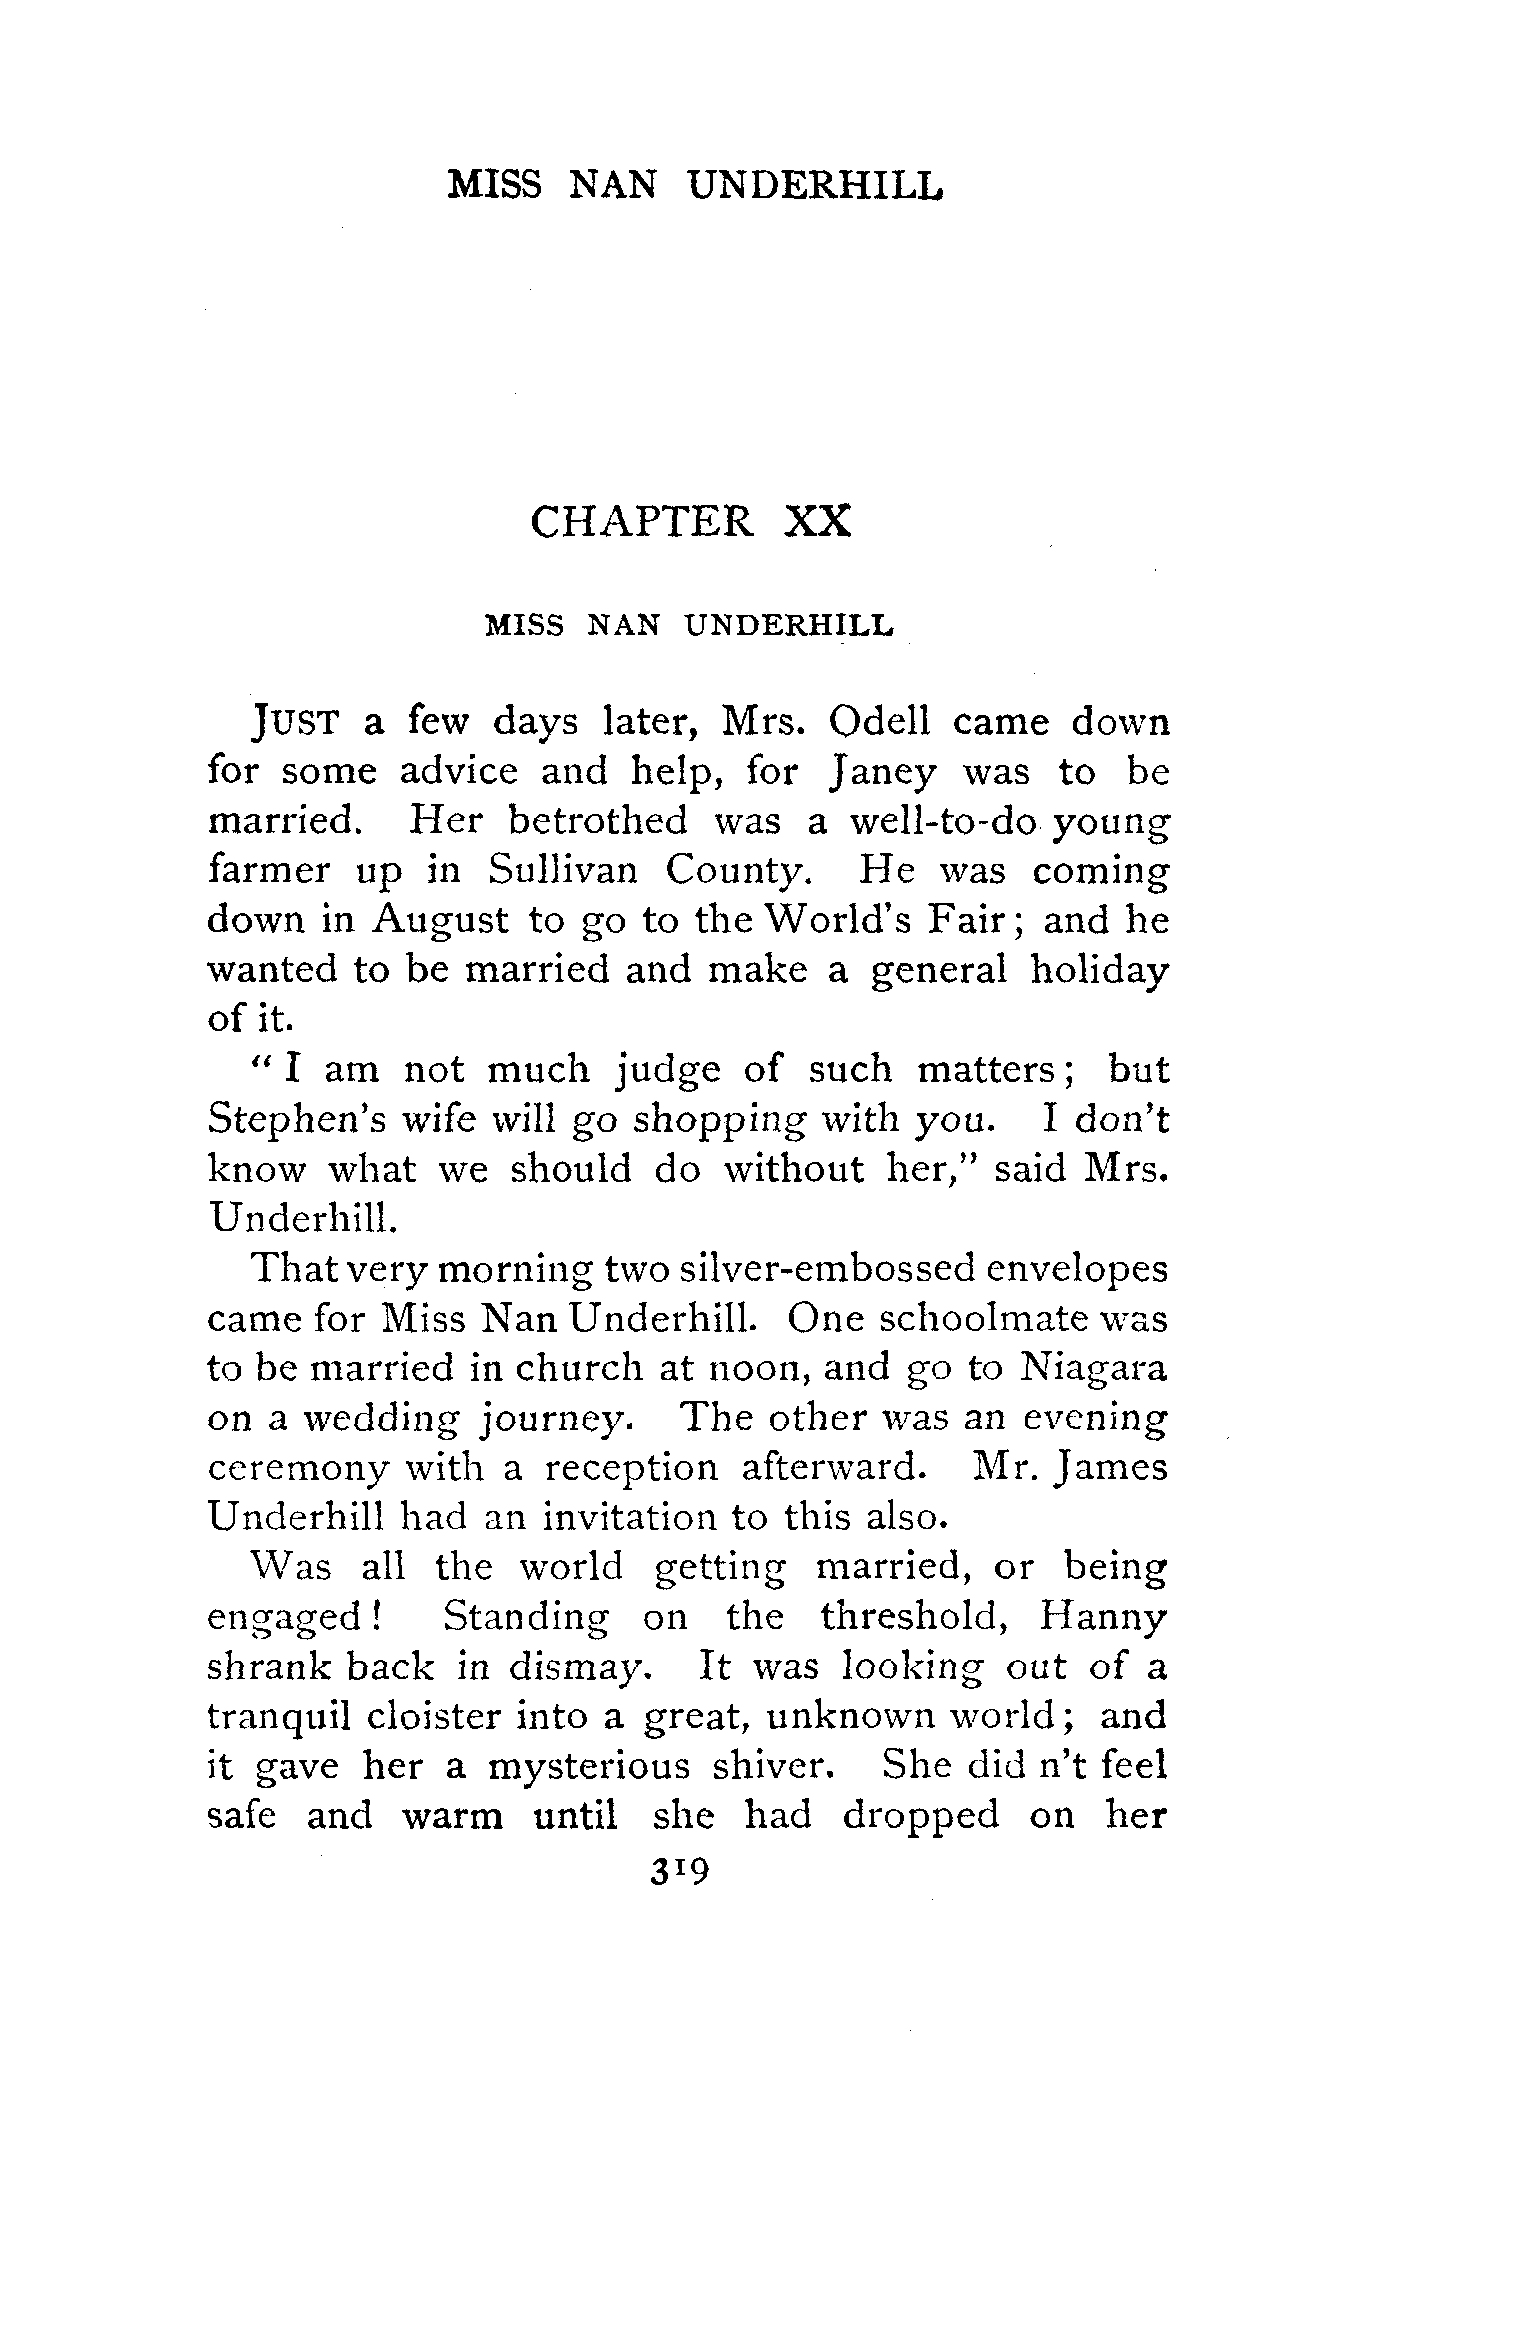 MISS NAN UNDERHILL
CHAPTER XX
MISS NAN UNDERHILL
JUST a few days later, Mrs. Odell came down
for some advice and help, for Janey was to be
married. Her betrothed was a well-to-do young
farmer up in Sullivan County. He was coming
down in August to go to the World's Fair; and he
wanted to be married and make a general holiday
of it.
"I am not much judge of such matters; but
Stephen's wife will go shopping with you. I don't
know what we should do without her," said Mrs.
Underhill.
That very morning two silver-embossed envelopes
came for Miss Nan Underhill. One schoolmate was
to be married in church at noon, and go to Niagara
on a wedding journey. The other was an evening
ceremony with a reception afterward. Mr. James
Underhill had an invitation to this also.
Was all the world getting married, or being
engaged! Standing on the threshold, Hanny
shrank back in dismay. It was looking out of a
tranquil cloister into a great, unknown world; and
it gave her a mysterious shiver. She did n't feel
safe and warm until she had dropped on her
319